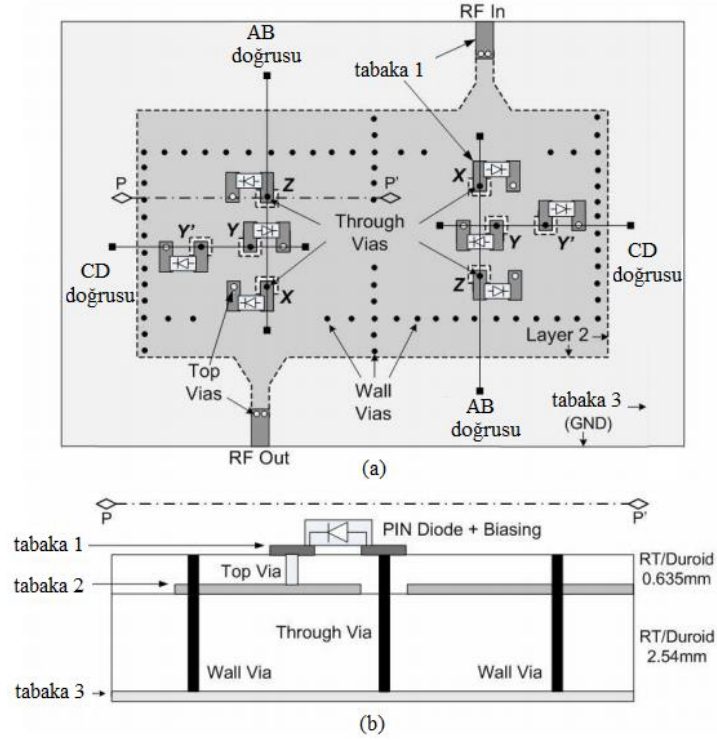 RF In
AB
doğrusu
tabaka 1
P
P'
Z
X
Through
Vias
Y'
Y
Y
Y'
CD
doğrusu
CD
doğrusu
X
Z
Layer 2
Top
Vias
Wall
Vias
AB
doğrusu
tabaka 3
(GND)
RF Out
(a)
P
P'
PIN Diode + Biasing
tabaka 1
Top Via
RT/Duroid
0.635mm
tabaka 2
Through Via
RT/Duroid
2.54mm
Wall Via
Wall Via
tabaka 3
(b)